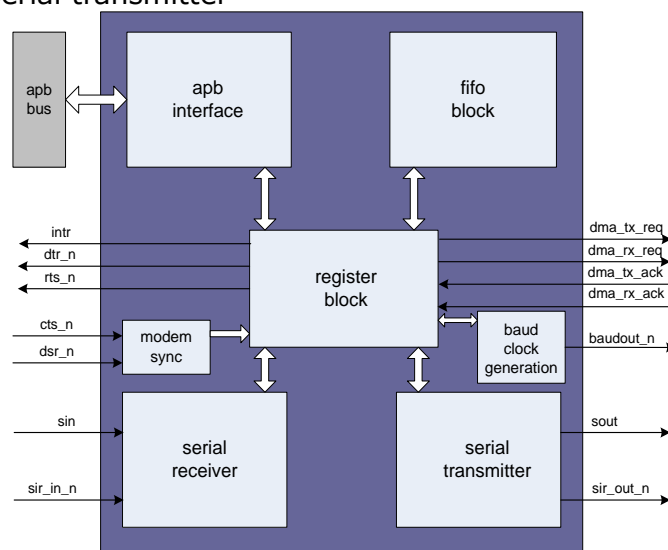 serial transmitter
apb
bus
apb
interface
fifo
block
intr
dtr_n
rts_n
register
block
dma_tx_req
dma_rx_req
dma_tx_ack
dma_rx_ack
cts_n
dsr_n
modem
sync
baud
clock
generation
baudout_n
sin
sir_in_n
serial
receiver
serial
transmitter
sout
sir_out_n